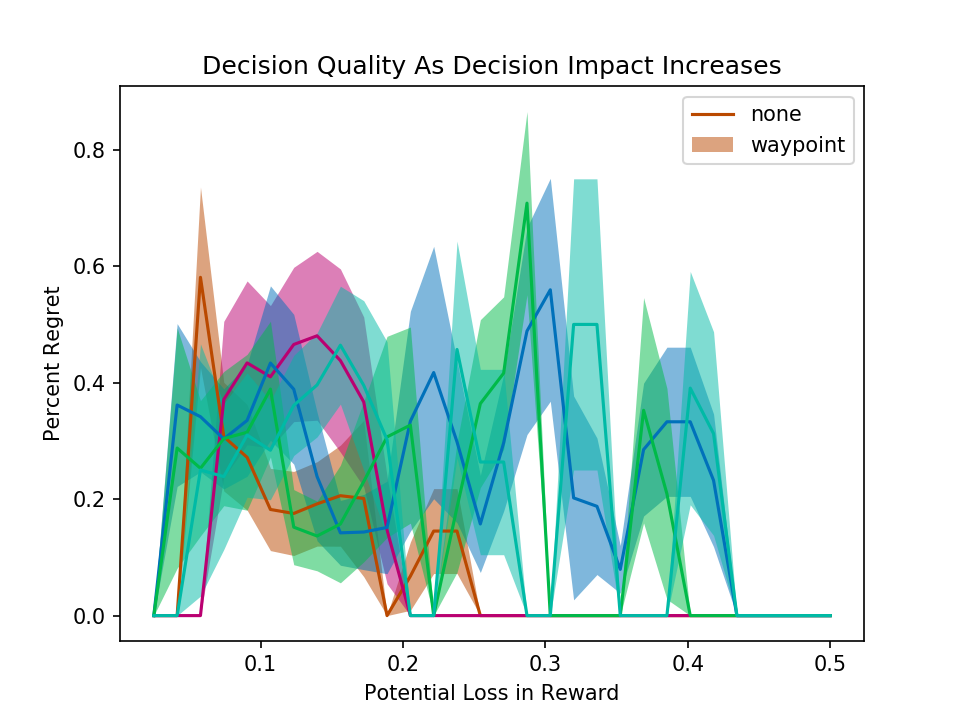 Decision Quality As Decision Impact Increases
none
waypoint
Percent Regret
0.8
0.6
0.4
0.2
0.0
0.1 0.2 0.3 0.4 0.5
Potential Loss in Reward